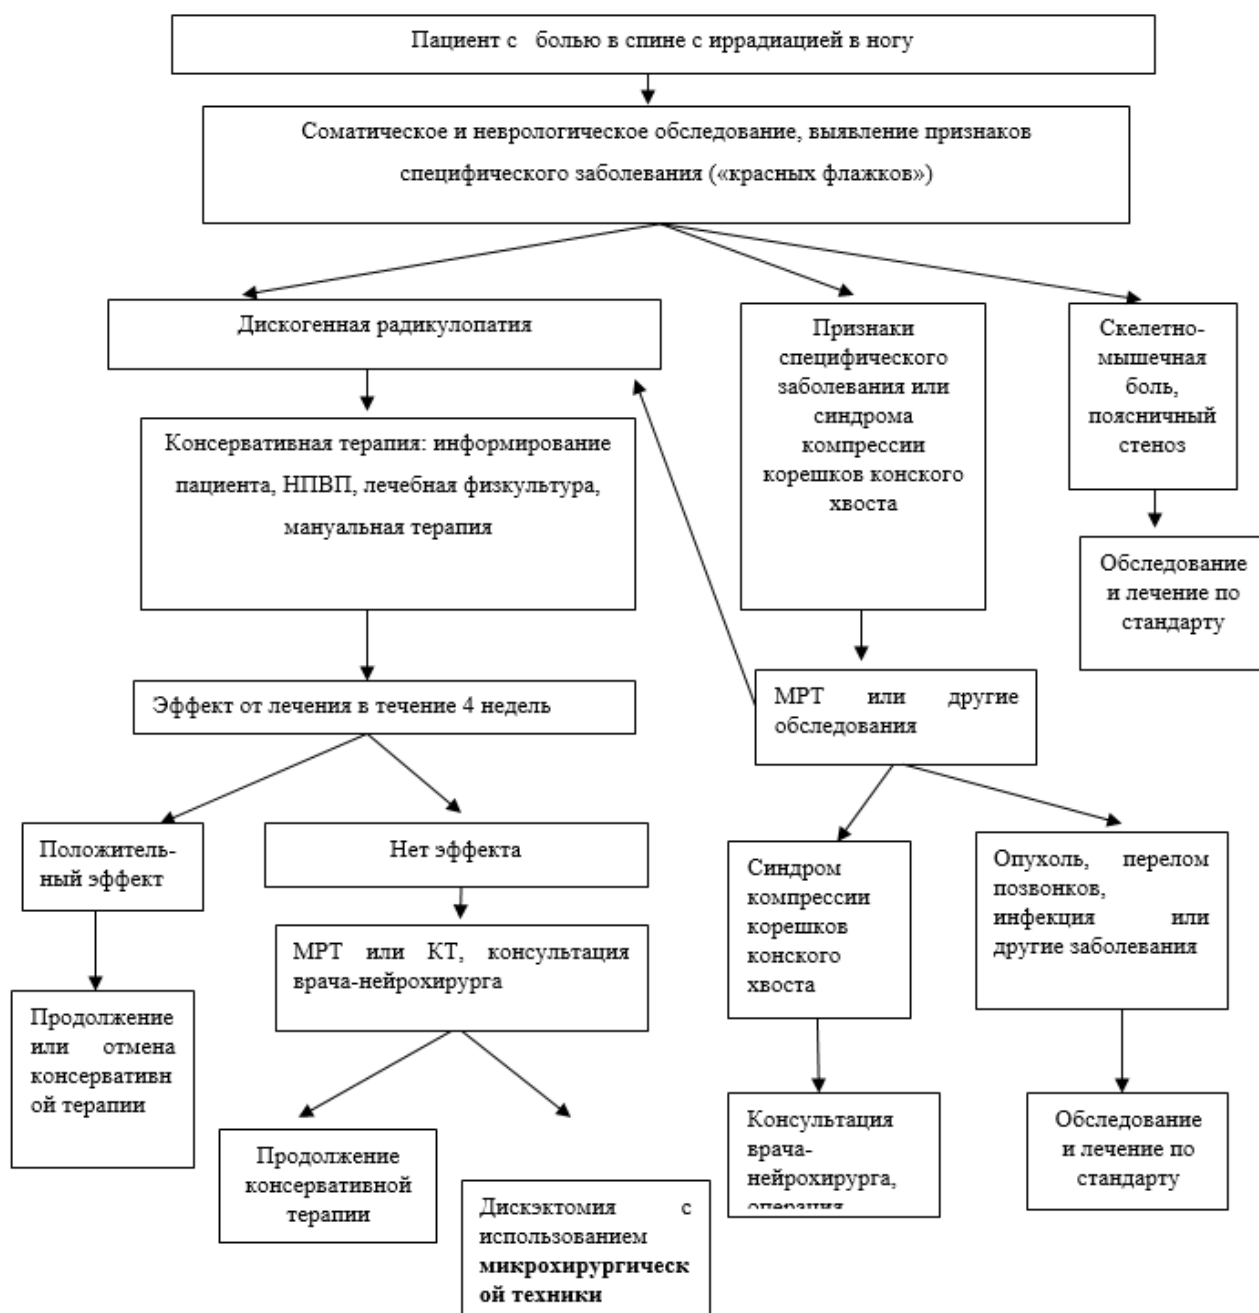 Пациент с болью в спине с иррадиацией в ногу
Соматическое и неврологическое обследование, выявление признаков
специфического заболевания («красных флажков»)
Дискогенная радикулопатия
Признаки
специфического
заболевания или
синдрома
компрессии
корешков конского
хвоста
Скелетно-
мышечная
боль,
поясничный
стеноз
Консервативная терапия: информирование
пациента, НПВП, лечебная физкультура,
мануальная терапия
Обследование
и лечение по
стандарту
Эффект от лечения в течение 4 недель
МРТ или другие
обследования
Положитель-
ный эффект
Нет эффекта
Синдром
компрессии
корешков
конского
хвоста
Опухоль, перелом
позвонков,
инфекция или
другие заболевания
МРТ или КТ, консультация
врача-нейрохирурга
Продолжение
или отмена
консервативн
ой терапии
Продолжение
консервативной
терапии
Дискэктомия с
использованием
микрохирургическ
ой техники
Консультация
врача-
нейрохирурга,
операция
Обследование
и лечение по
стандарту